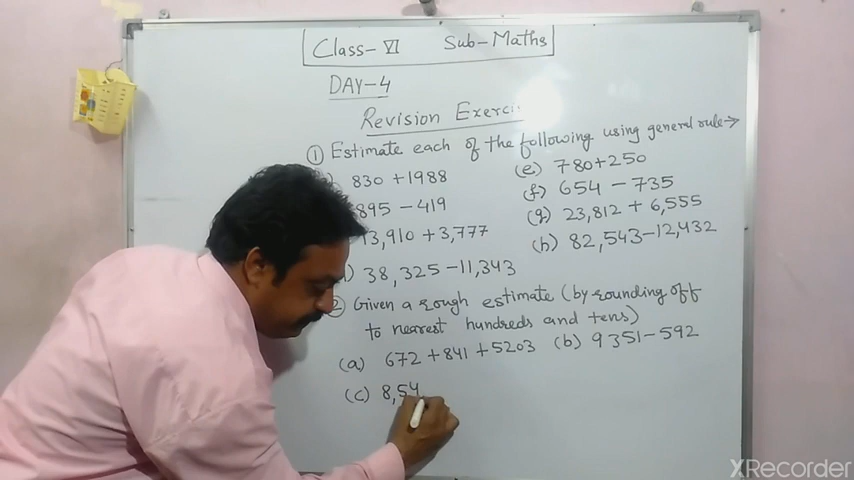 Class-VI Sub-Maths
DAY-4
Revision
① Estimate each of the following using general rule→
830 + 1988 (e) 780+250
895 - 419 (f) 654 - 735
13,910 + 3,777 (g) 23,812 + 6,555
38,325 - 11,343 (h) 82,543-12,432
② Given a rough estimate (by rounding off
to nearest hundreds and tens)
(a) 672 + 841 + 5203 (b) 9351-592
(c) 8,54
XRecorder